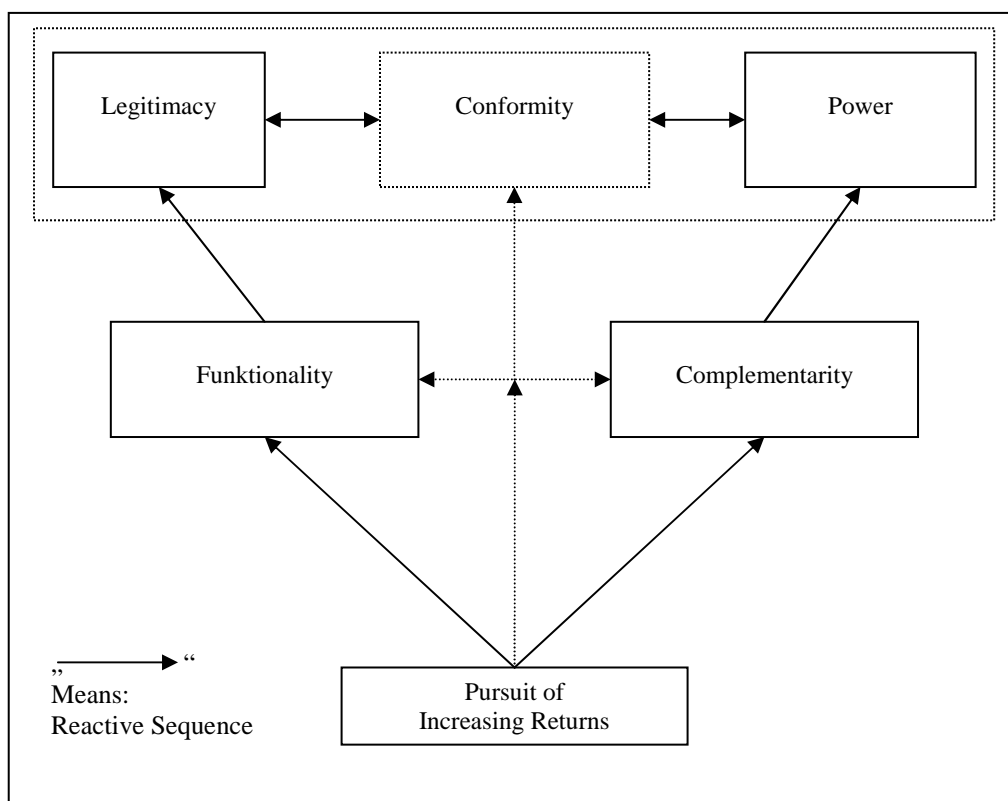 Legitimacy
Conformity
Power
Funktionality
Complementarity
„ “
Means:
Reactive Sequence
Pursuit of
Increasing Returns